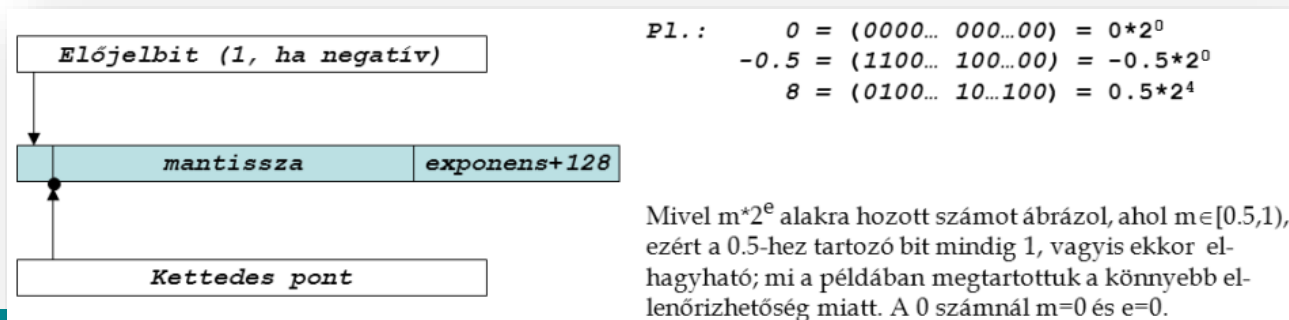 Előjelbit (1, ha negatív)
mantissza exponens+128
Kettedes pont
Pl.: 0 = (0000… 000…00) = 0*2⁰
-0.5 = (1100… 100…00) = -0.5*2⁰
8 = (0100… 10…100) = 0.5*2⁴
Mivel m*2ᵉ alakra hozott számot ábrázol, ahol m∈[0.5,1),
ezért a 0.5-hez tartozó bit mindig 1, vagyis ekkor el-
hagyható; mi a példában megtartottuk a könnyebb el-
lenőrizhetőség miatt. A 0 számnál m=0 és e=0.